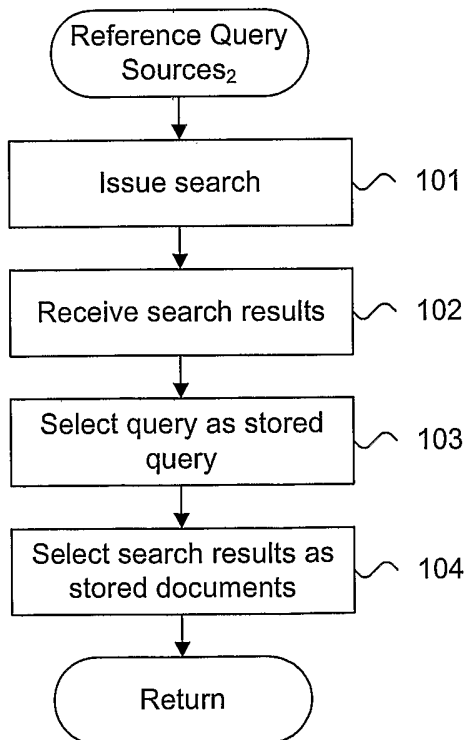 Reference Query
Sources₂
Issue search
101
Receive search results
102
Select query as stored
query
103
Select search results as
stored documents
104
Return